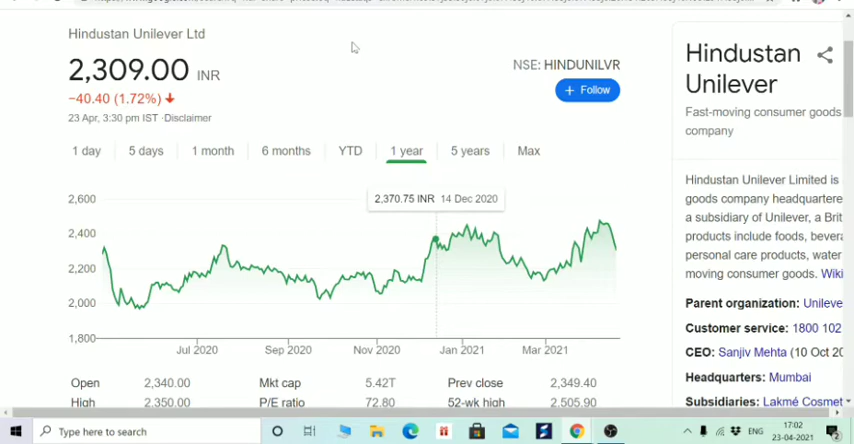 Hindustan Unilever Ltd
2,309.00 INR
−40.40 (1.72%)
23 Apr, 3:30 pm IST ·Disclaimer
NSE: HINDUNILVR
+ Follow
1 day 5 days 1 month 6 months YTD 1 year 5 years Max
2,370.75 INR 14 Dec 2020
2,600
2,400
2,200
2,000
1,800
Jul 2020 Sep 2020 Nov 2020 Jan 2021 Mar 2021
Open 2,340.00 Mkt cap 5.42T Prev close 2,349.40
High 2,350.00 P/E ratio 72.80 52-wk high 2,505.90
Hindustan
Unilever
Fast-moving consumer goods
company
Hindustan Unilever Limited is
goods company headquartere
a subsidiary of Unilever, a Brit
products include foods, bevera
personal care products, water
moving consumer goods. Wiki
Parent organization: Unileve
Customer service: 1800 102
CEO: Sanjiv Mehta (10 Oct 20
Headquarters: Mumbai
Subsidiaries: Lakmé Cosmet
Type here to search
ENG
17:02
23-04-2021
2